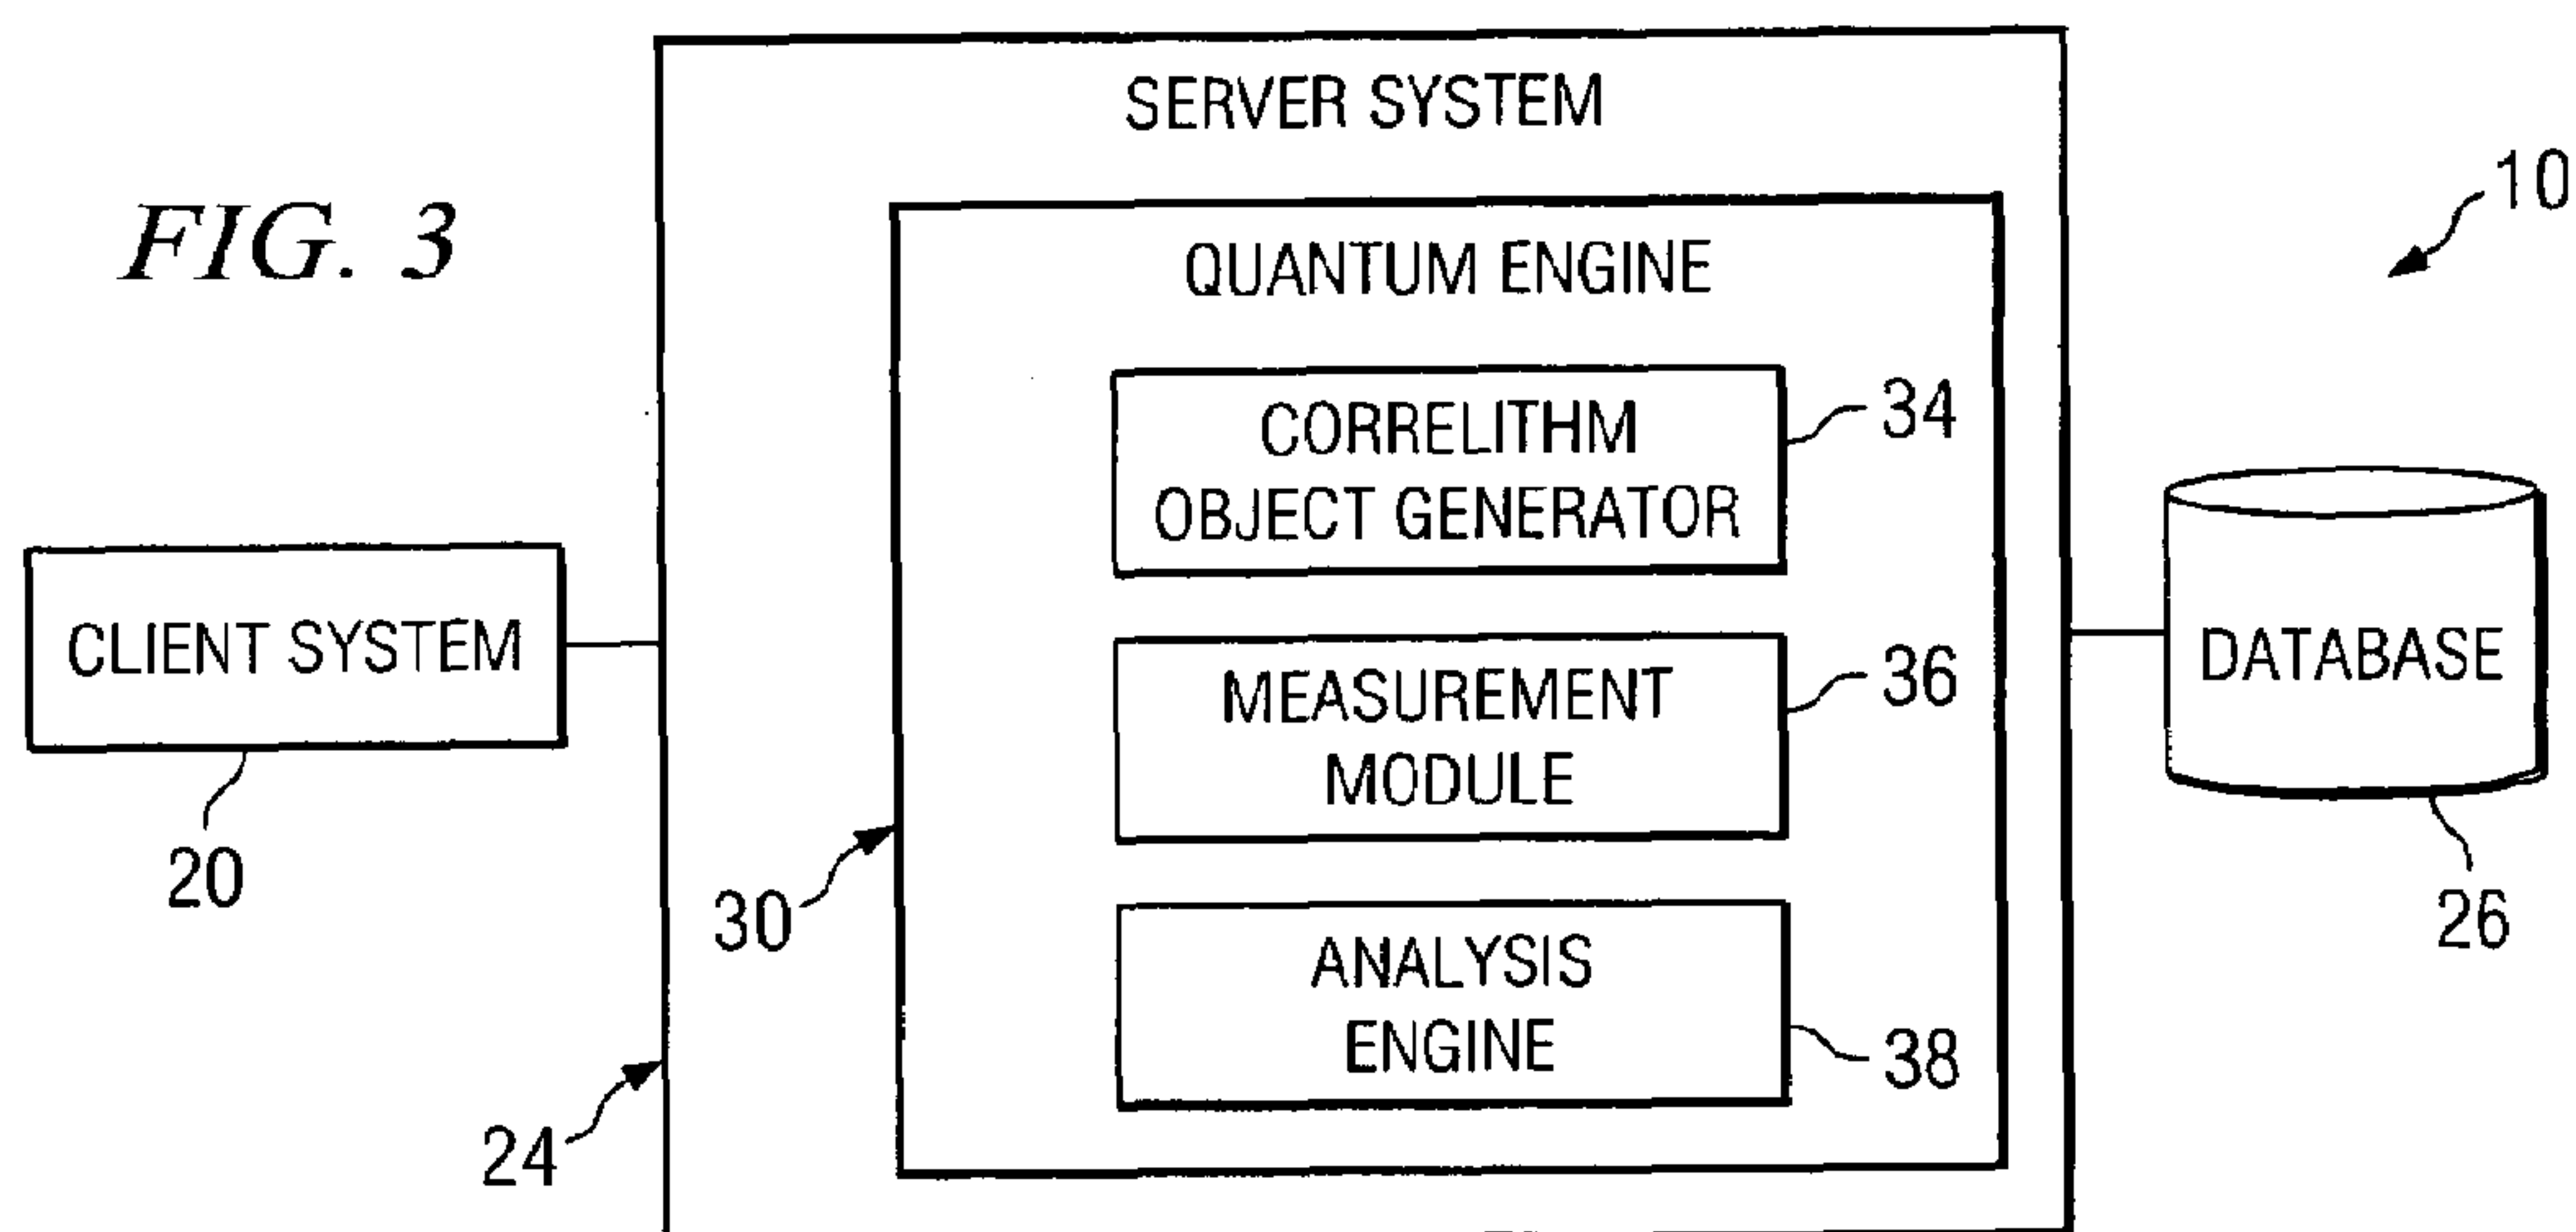 FIG. 3
SERVER SYSTEM
10
QUANTUM ENGINE
CORRELITHM
OBJECT GENERATOR
34
CLIENT SYSTEM
20
MEASUREMENT
MODULE
36
DATABASE
26
30
ANALYSIS
ENGINE
38
24